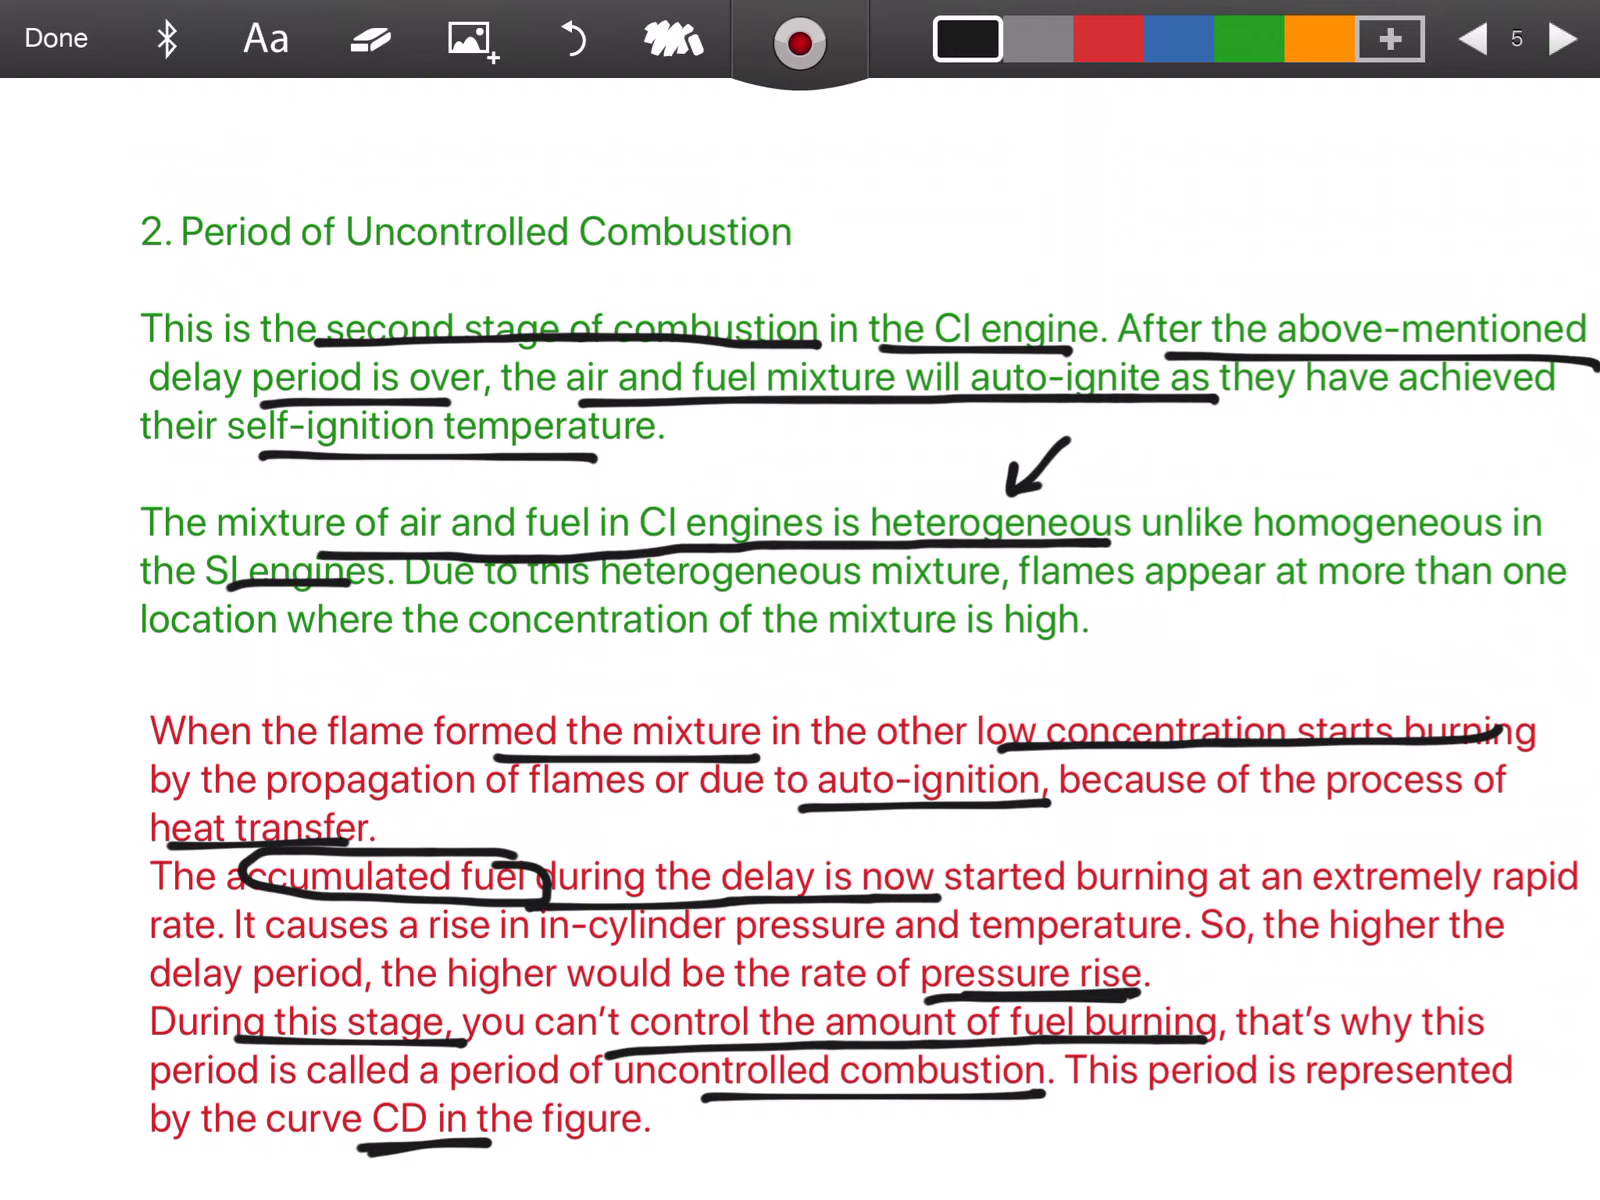 Done Aa 5
2. Period of Uncontrolled Combustion
This is the second stage of combustion in the CI engine. After the above-mentioned
delay period is over, the air and fuel mixture will auto-ignite as they have achieved
their self-ignition temperature.
The mixture of air and fuel in CI engines is heterogeneous unlike homogeneous in
the SI engines. Due to this heterogeneous mixture, flames appear at more than one
location where the concentration of the mixture is high.
When the flame formed the mixture in the other low concentration starts burning
by the propagation of flames or due to auto-ignition, because of the process of
heat transfer.
The accumulated fuel during the delay is now started burning at an extremely rapid
rate. It causes a rise in in-cylinder pressure and temperature. So, the higher the
delay period, the higher would be the rate of pressure rise.
During this stage, you can’t control the amount of fuel burning, that’s why this
period is called a period of uncontrolled combustion. This period is represented
by the curve CD in the figure.